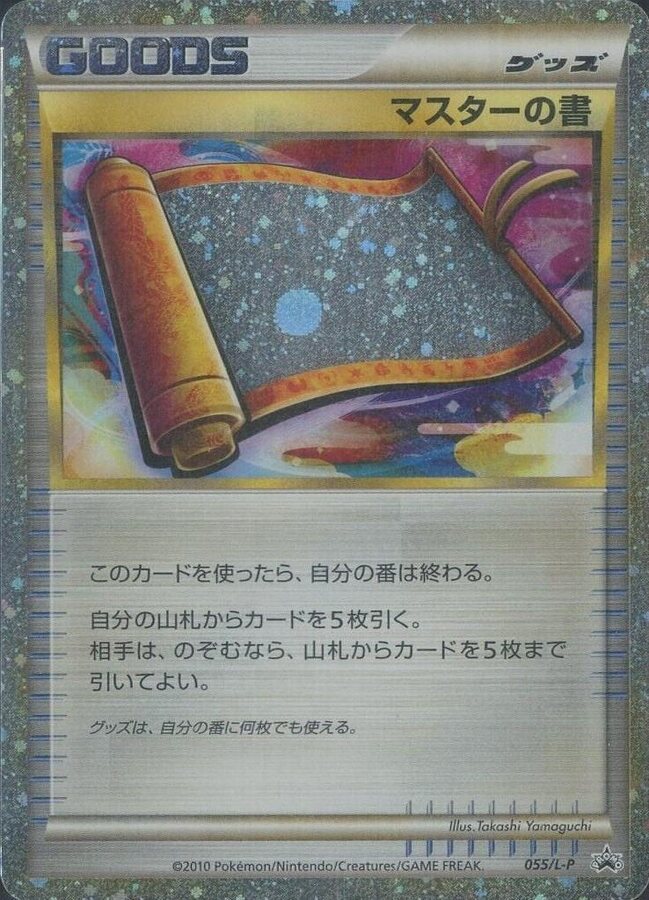 GOODS
グッズ
マスターの書
このカードを使ったら、自分の番は終わる。
自分の山札からカードを5枚引く。
相手は、のぞむなら、山札からカードを5枚まで
引いてよい。
グッズは、自分の番に何枚でも使える。
Illus.Takashi Yamaguchi
©2010 Pokémon/Nintendo/Creatures/GAME FREAK.
055/L-P
PROMO